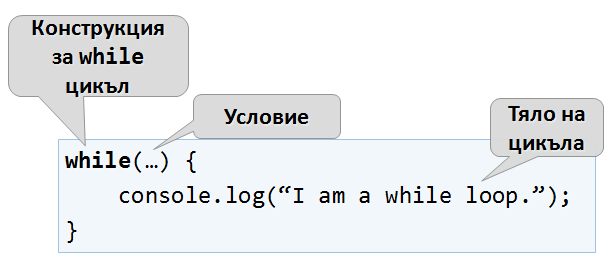 Конструкция
за while
цикъл
Условие
Тяло на
цикъла
while(…) {
console.log(“I am a while loop.”);
}